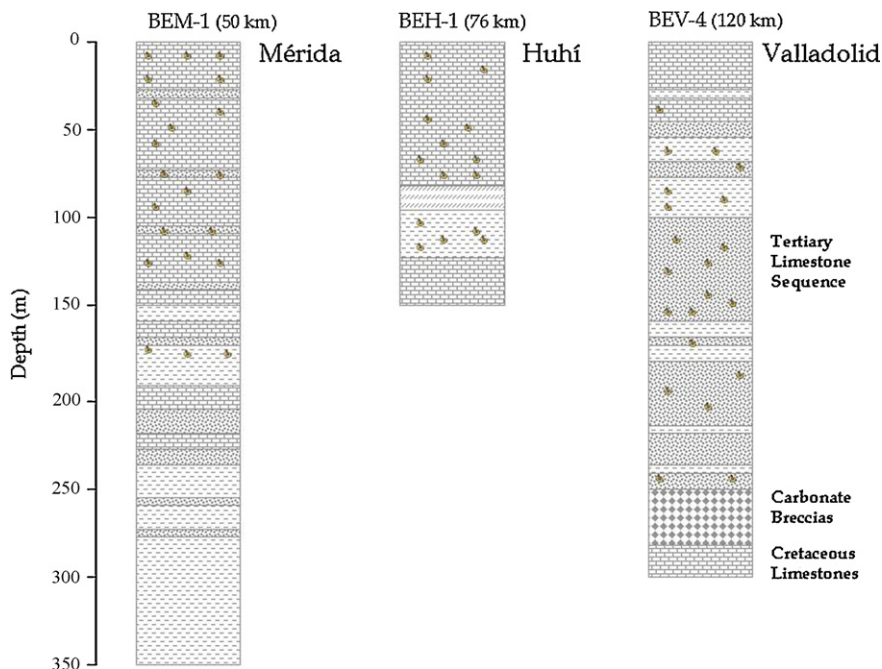 BEM-1 (50 km)
BEH-1 (76 km)
BEV-4 (120 km)
Mérida
Huhí
Valladolid
Depth (m)
0
50
100
150
200
250
300
350
Tertiary
Limestone
Sequence
Carbonate
Breccias
Cretaceous
Limestones